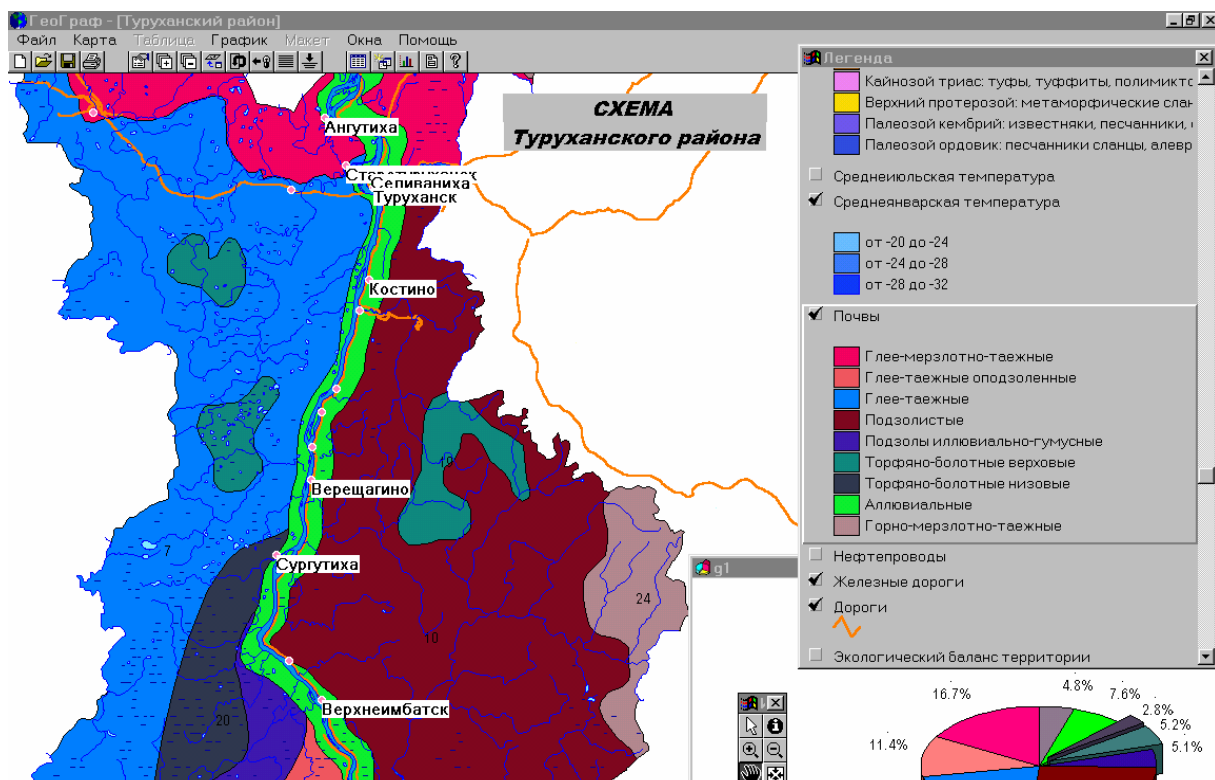 ГеоГраф - [Туруханский район]
Файл Карта Таблица График Макет Окна Помощь
СХЕМА
Туруханского района
Ангутиха
Селиваниха
Туруханск
Костино
Верещагино
Сургутиха
Верхнеимбатск
7
10
10
24
20
g1
Легенда
Кайнозой триас: туфы, туффиты, пелимикто
Верхний протерозой: метаморфические слан
Палеозой кембрий: известняки, песчанники,
Палеозой ордовик: песчанники сланцы, алевр
Среднеиюльская температура
Среднеянварская температура
от -20 до -24
от -24 до -28
от -28 до -32
Почвы
Глее-мерзлотно-таежные
Глее-таежные оподзоленные
Глее-таежные
Подзолистые
Подзолы иллювиально-гумусные
Торфяно-болотные верховые
Торфяно-болотные низовые
Аллювиальные
Горно-мерзлотно-таежные
Нефтепроводы
Железные дороги
Дороги
Экологический баланс территории
16.7%
4.8%
7.6%
2.8%
5.2%
5.1%
11.4%